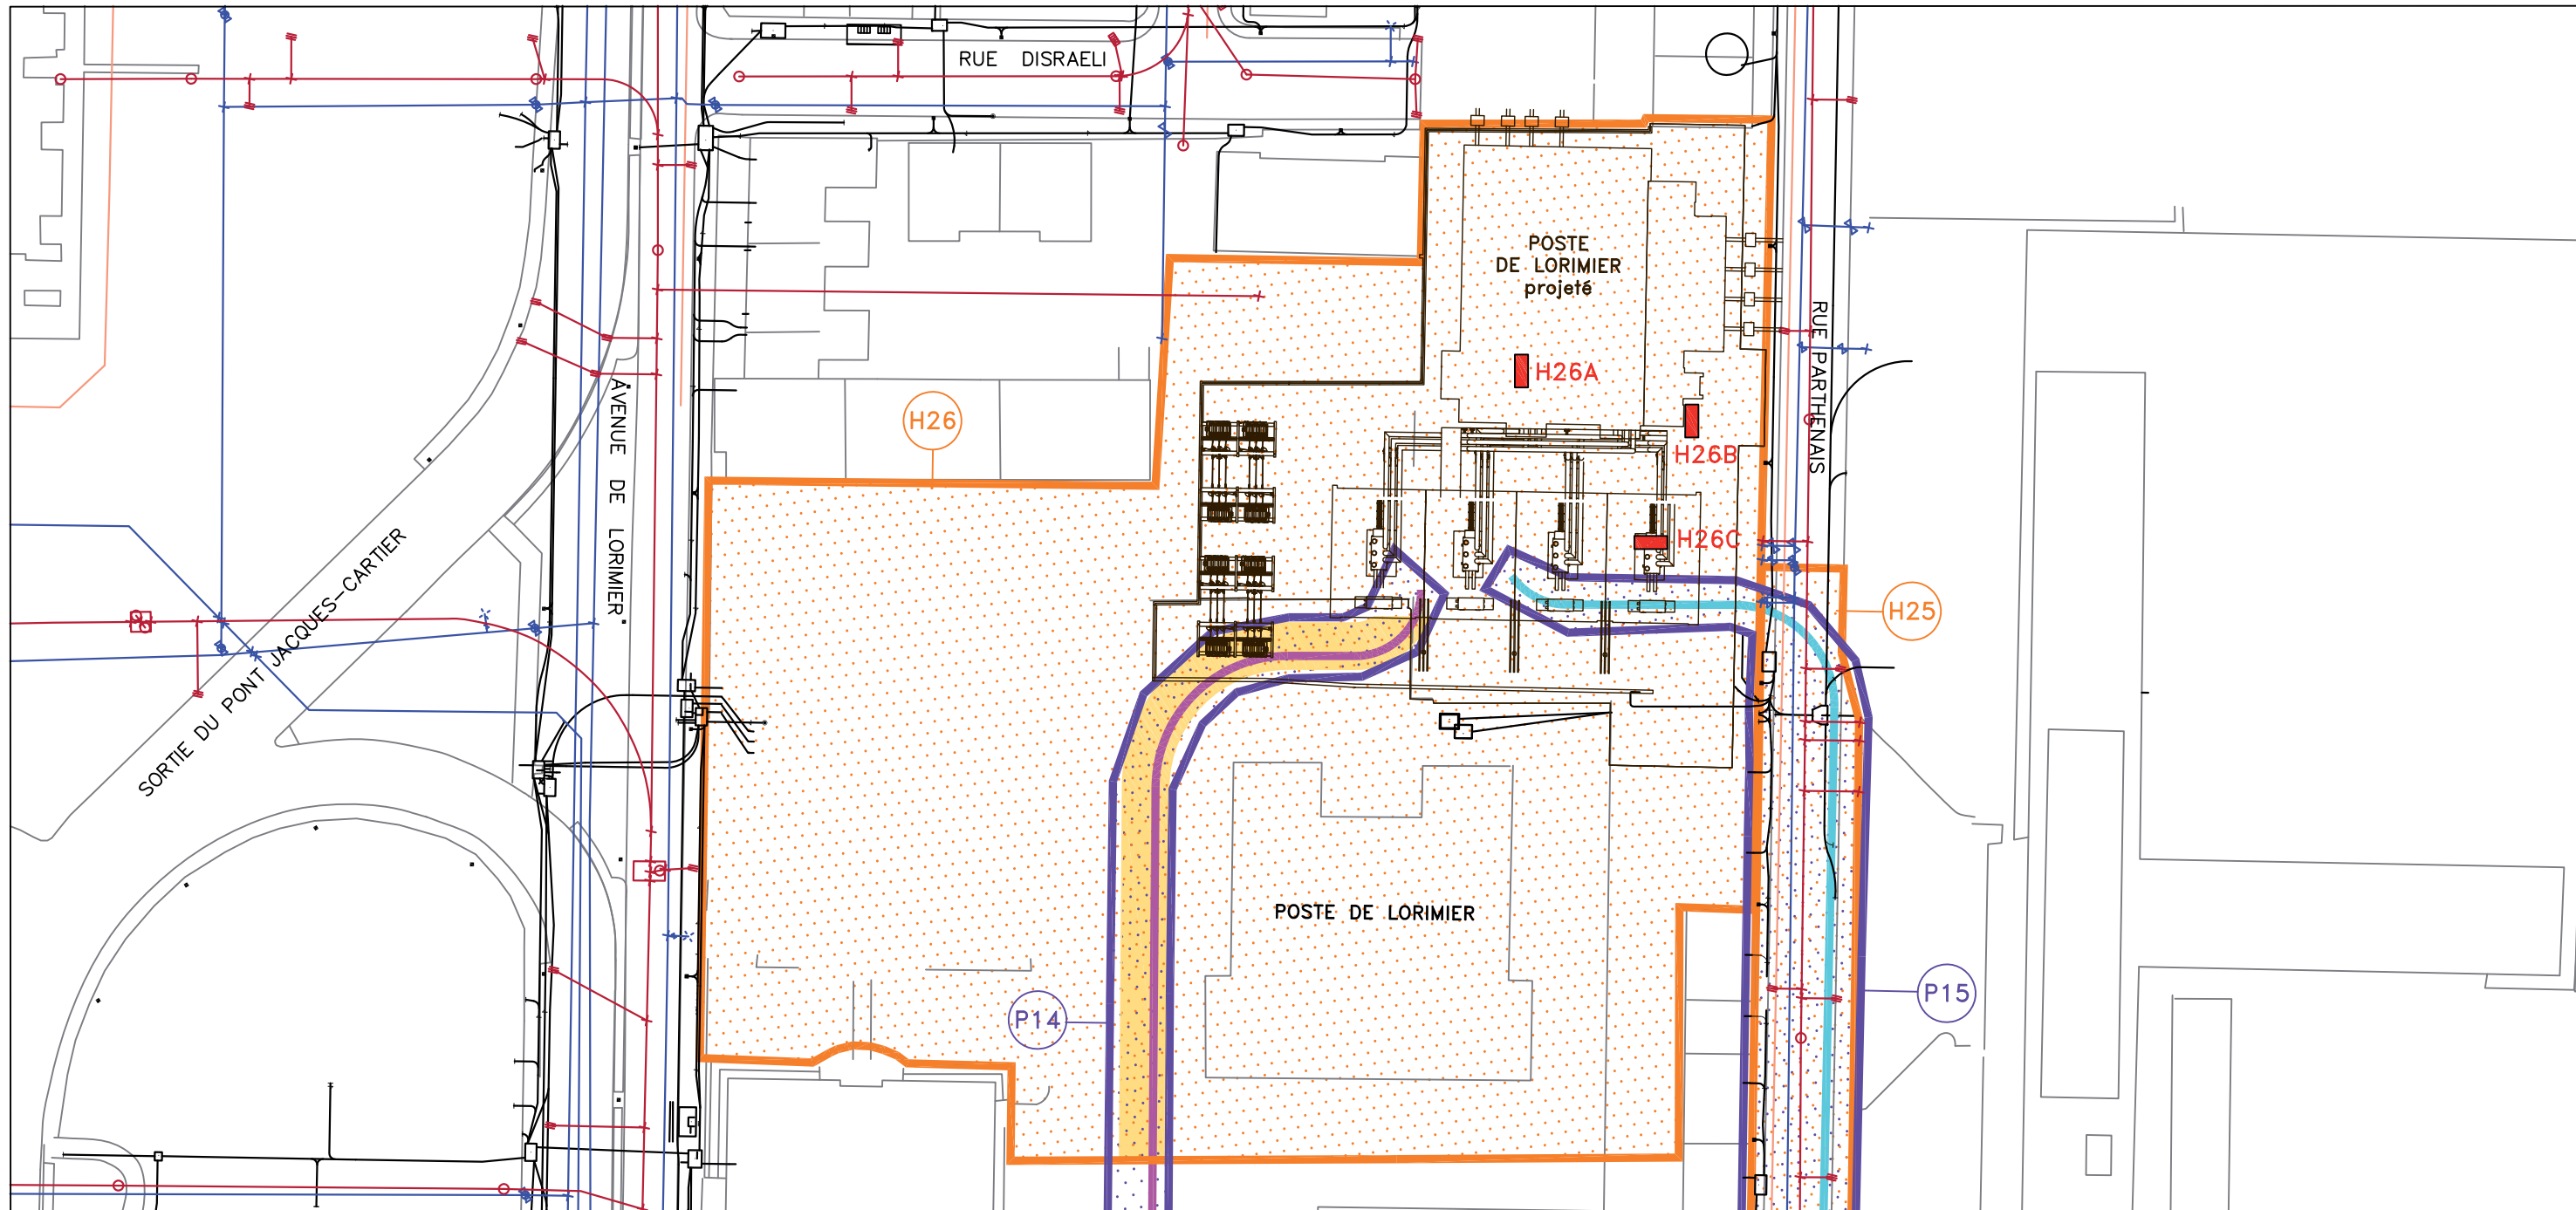 RUE DISRAELI
POSTE
DE LORIMIER
projeté
H26A
H26B
H26C
RUE PARTHENAIS
H26
AVENUE DE LORIMIER
SORTIE DU PONT JACQUES-CARTIER
H25
POSTE DE LORIMIER
P14
P15